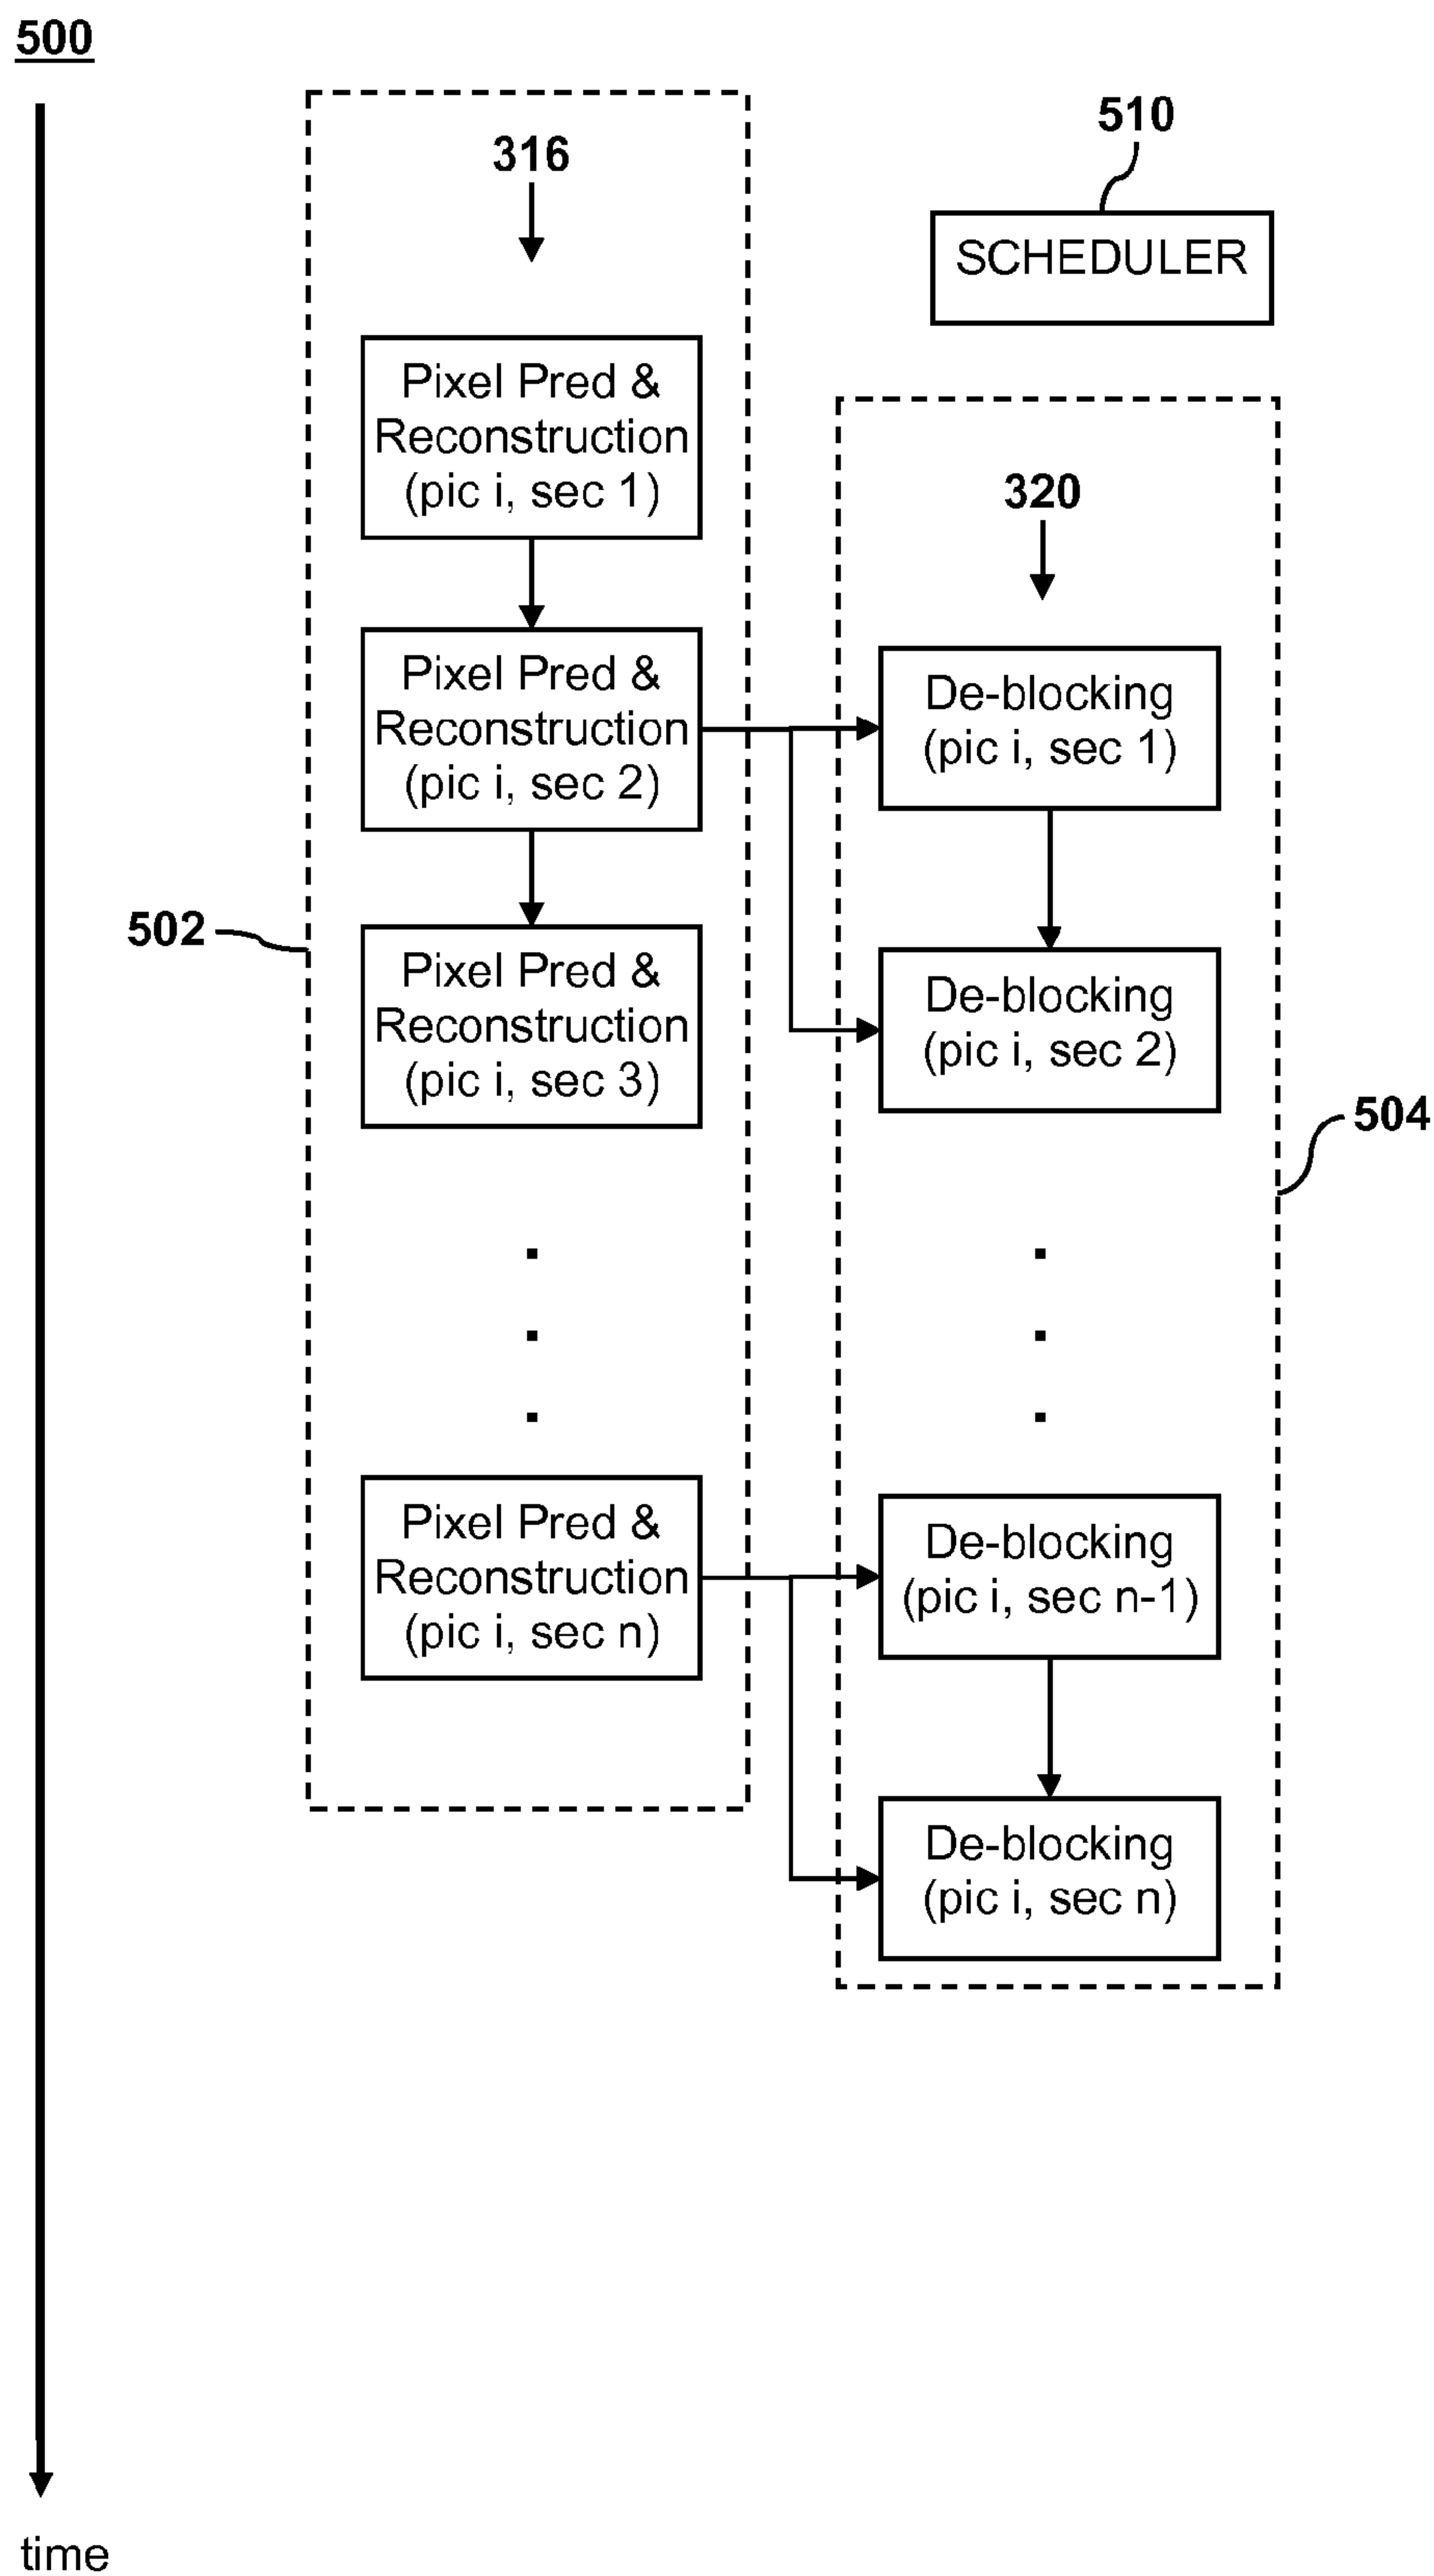 500
316
510
SCHEDULER
Pixel Pred &
Reconstruction
(pic i, sec 1)
320
Pixel Pred &
Reconstruction
(pic i, sec 2)
De-blocking
(pic i, sec 1)
502
Pixel Pred &
Reconstruction
(pic i, sec 3)
De-blocking
(pic i, sec 2)
504
Pixel Pred &
Reconstruction
(pic i, sec n)
De-blocking
(pic i, sec n-1)
De-blocking
(pic i, sec n)
time